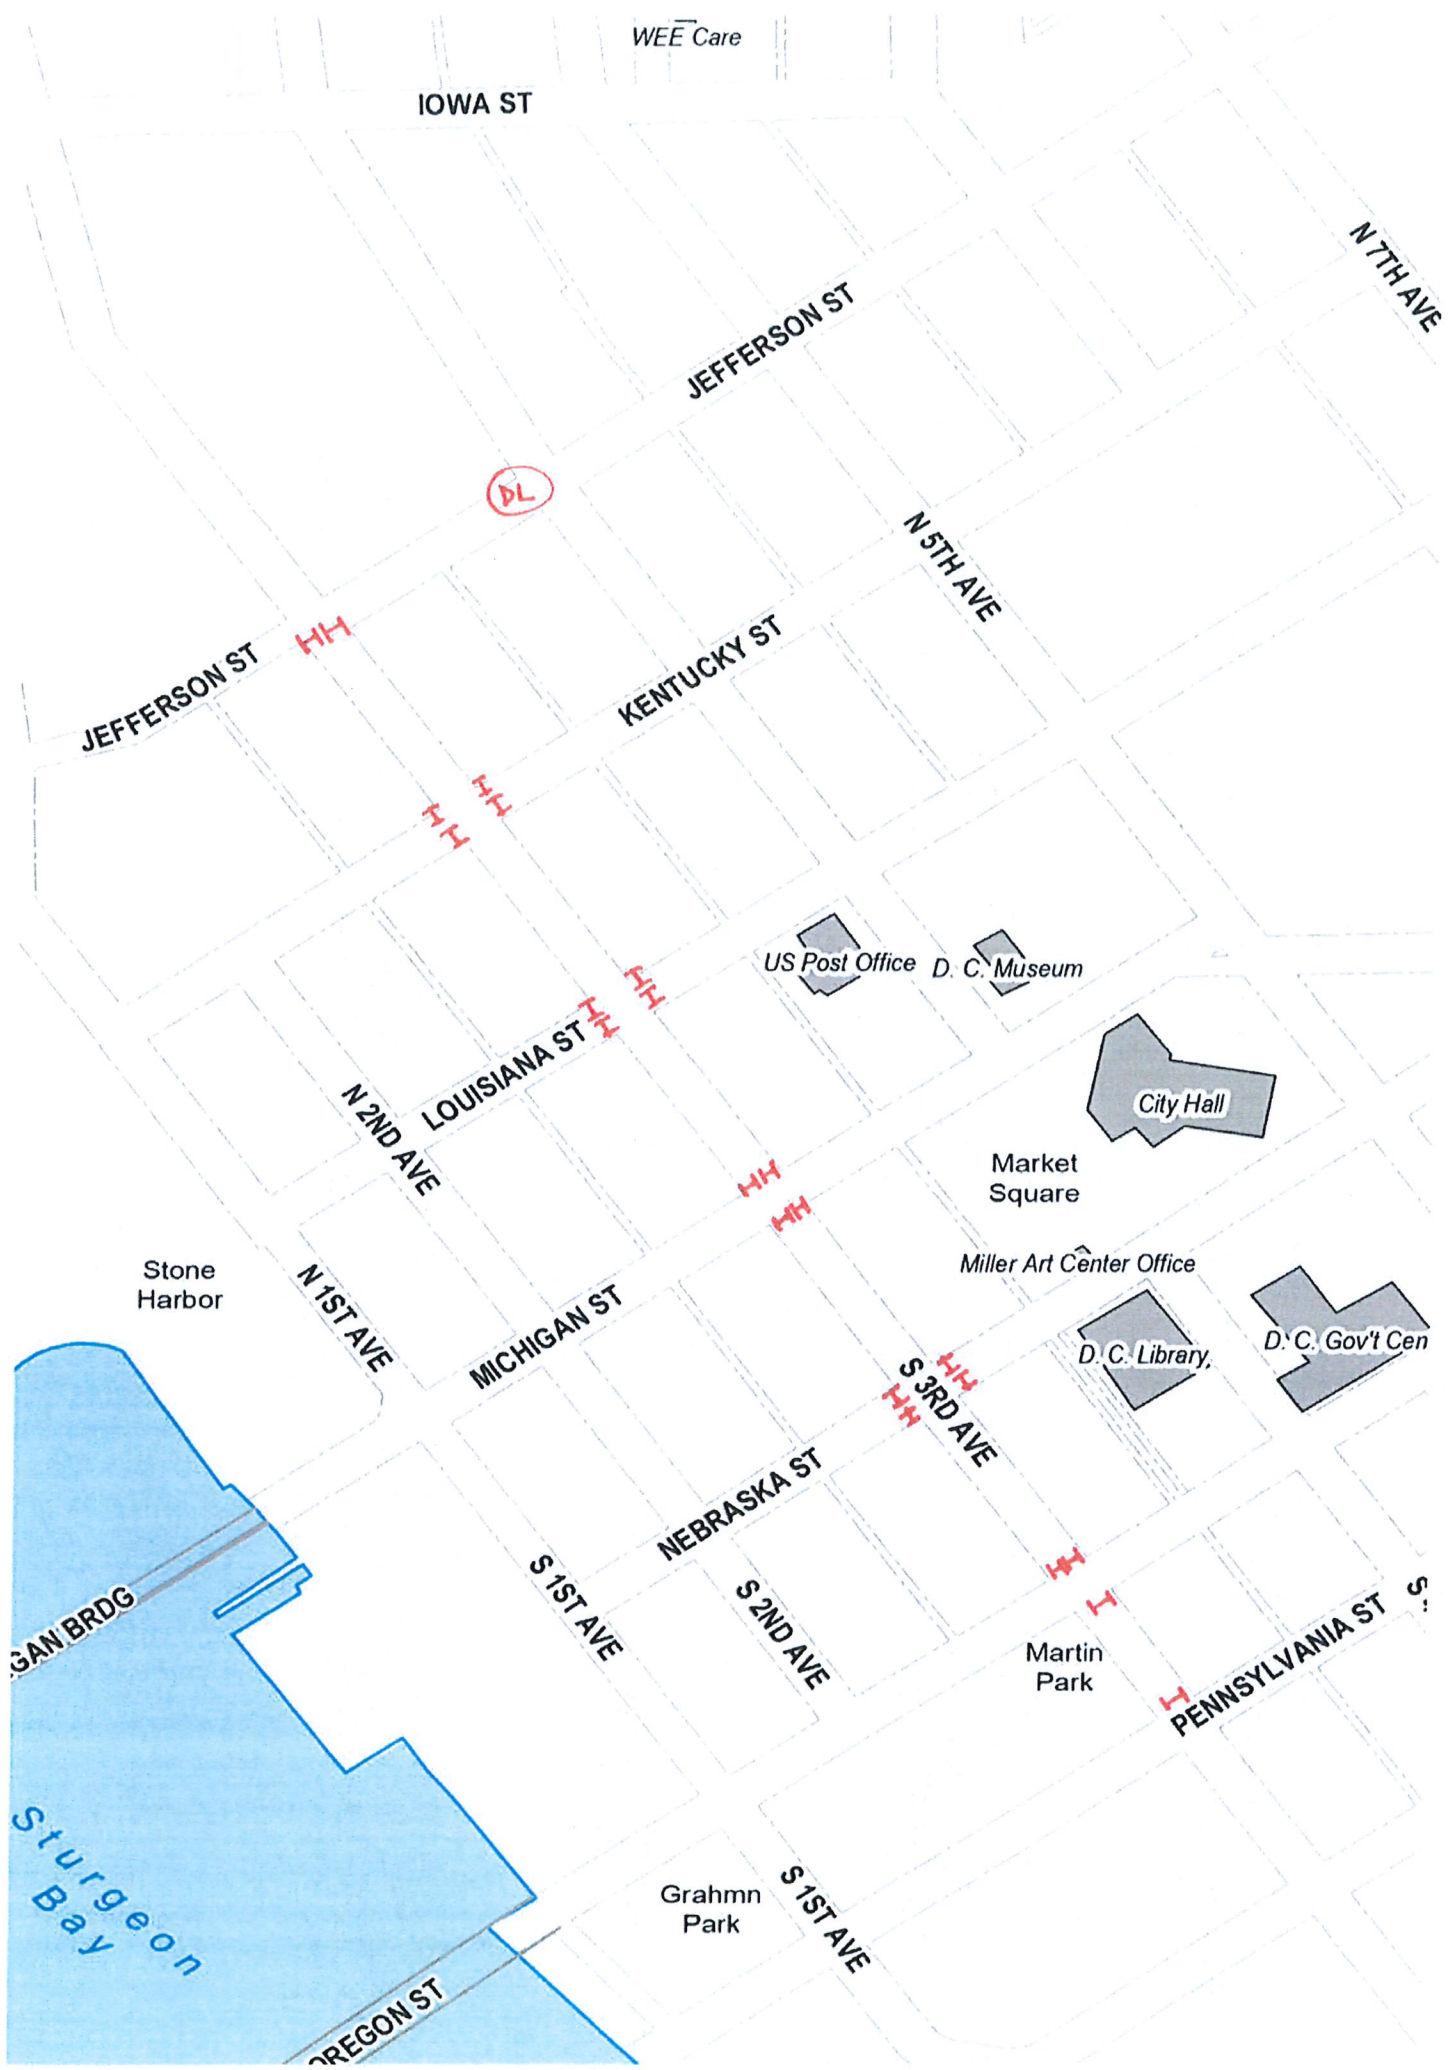 WEE Care
IOWA ST
N 7TH AVE
JEFFERSON ST
DL
N 5TH AVE
JEFFERSON ST
KENTUCKY ST
US Post Office
D. C. Museum
LOUISIANA ST
N 2ND AVE
City Hall
Market
Square
Stone
Harbor
N 1ST AVE
Miller Art Center Office
MICHIGAN ST
D. C. Library,
D. C. Gov't Cen
S 3RD AVE
NEBRASKA ST
S 1ST AVE
S 2ND AVE
GAN BRDG
Martin
Park
PENNSYLVANIA ST
Sturgeon
Bay
Grahmn
Park
S 1ST AVE
OREGON ST